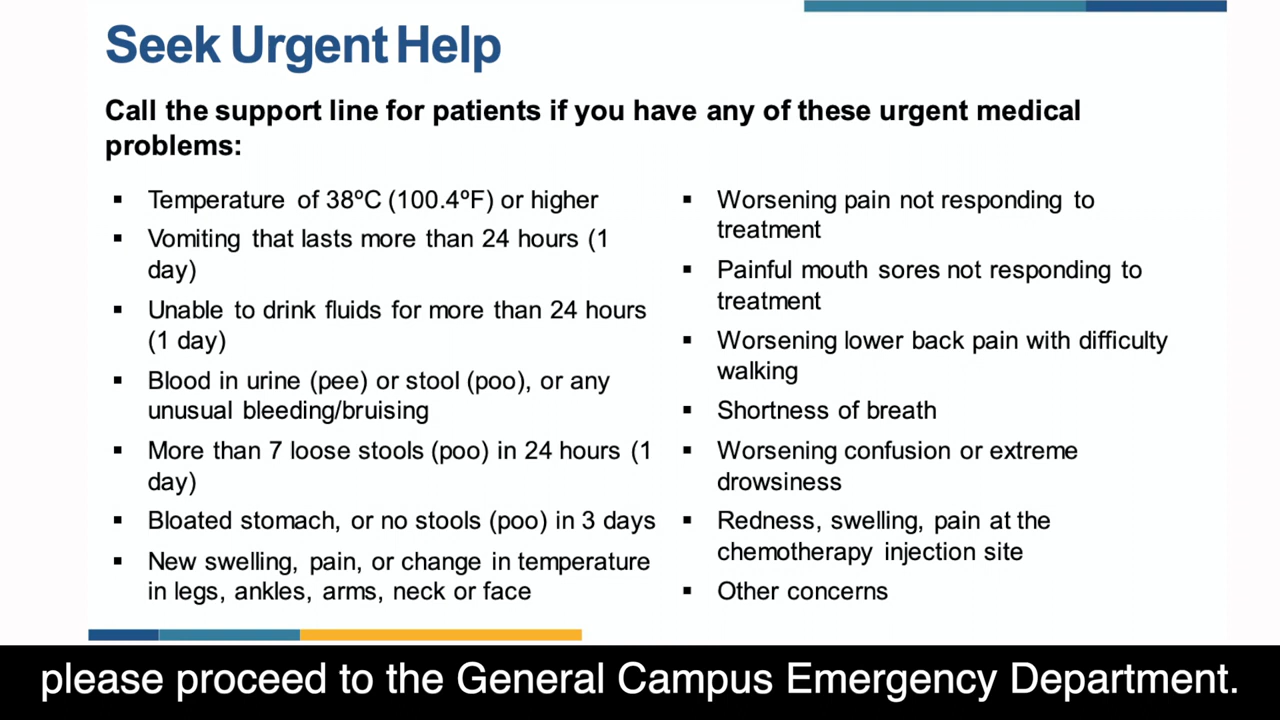 Seek Urgent Help
Call the support line for patients if you have any of these urgent medical
problems:
▪ Temperature of 38ºC (100.4ºF) or higher
▪ Vomiting that lasts more than 24 hours (1
day)
▪ Unable to drink fluids for more than 24 hours
(1 day)
▪ Blood in urine (pee) or stool (poo), or any
unusual bleeding/bruising
▪ More than 7 loose stools (poo) in 24 hours (1
day)
▪ Bloated stomach, or no stools (poo) in 3 days
▪ New swelling, pain, or change in temperature
in legs, ankles, arms, neck or face
▪ Worsening pain not responding to
treatment
▪ Painful mouth sores not responding to
treatment
▪ Worsening lower back pain with difficulty
walking
▪ Shortness of breath
▪ Worsening confusion or extreme
drowsiness
▪ Redness, swelling, pain at the
chemotherapy injection site
▪ Other concerns
please proceed to the General Campus Emergency Department.